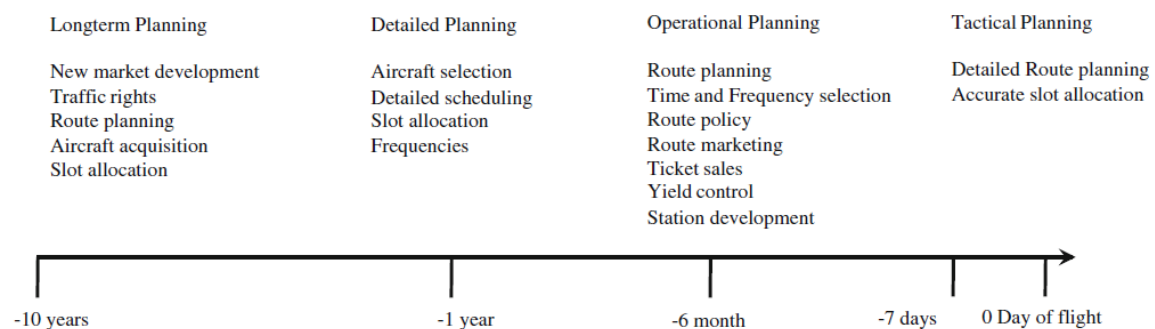 Longterm Planning
New market development
Traffic rights
Route planning
Aircraft acquisition
Slot allocation
Detailed Planning
Aircraft selection
Detailed scheduling
Slot allocation
Frequencies
Operational Planning
Route planning
Time and Frequency selection
Route policy
Route marketing
Ticket sales
Yield control
Station development
Tactical Planning
Detailed Route planning
Accurate slot allocation
-10 years
-1 year
-6 month
-7 days
0 Day of flight